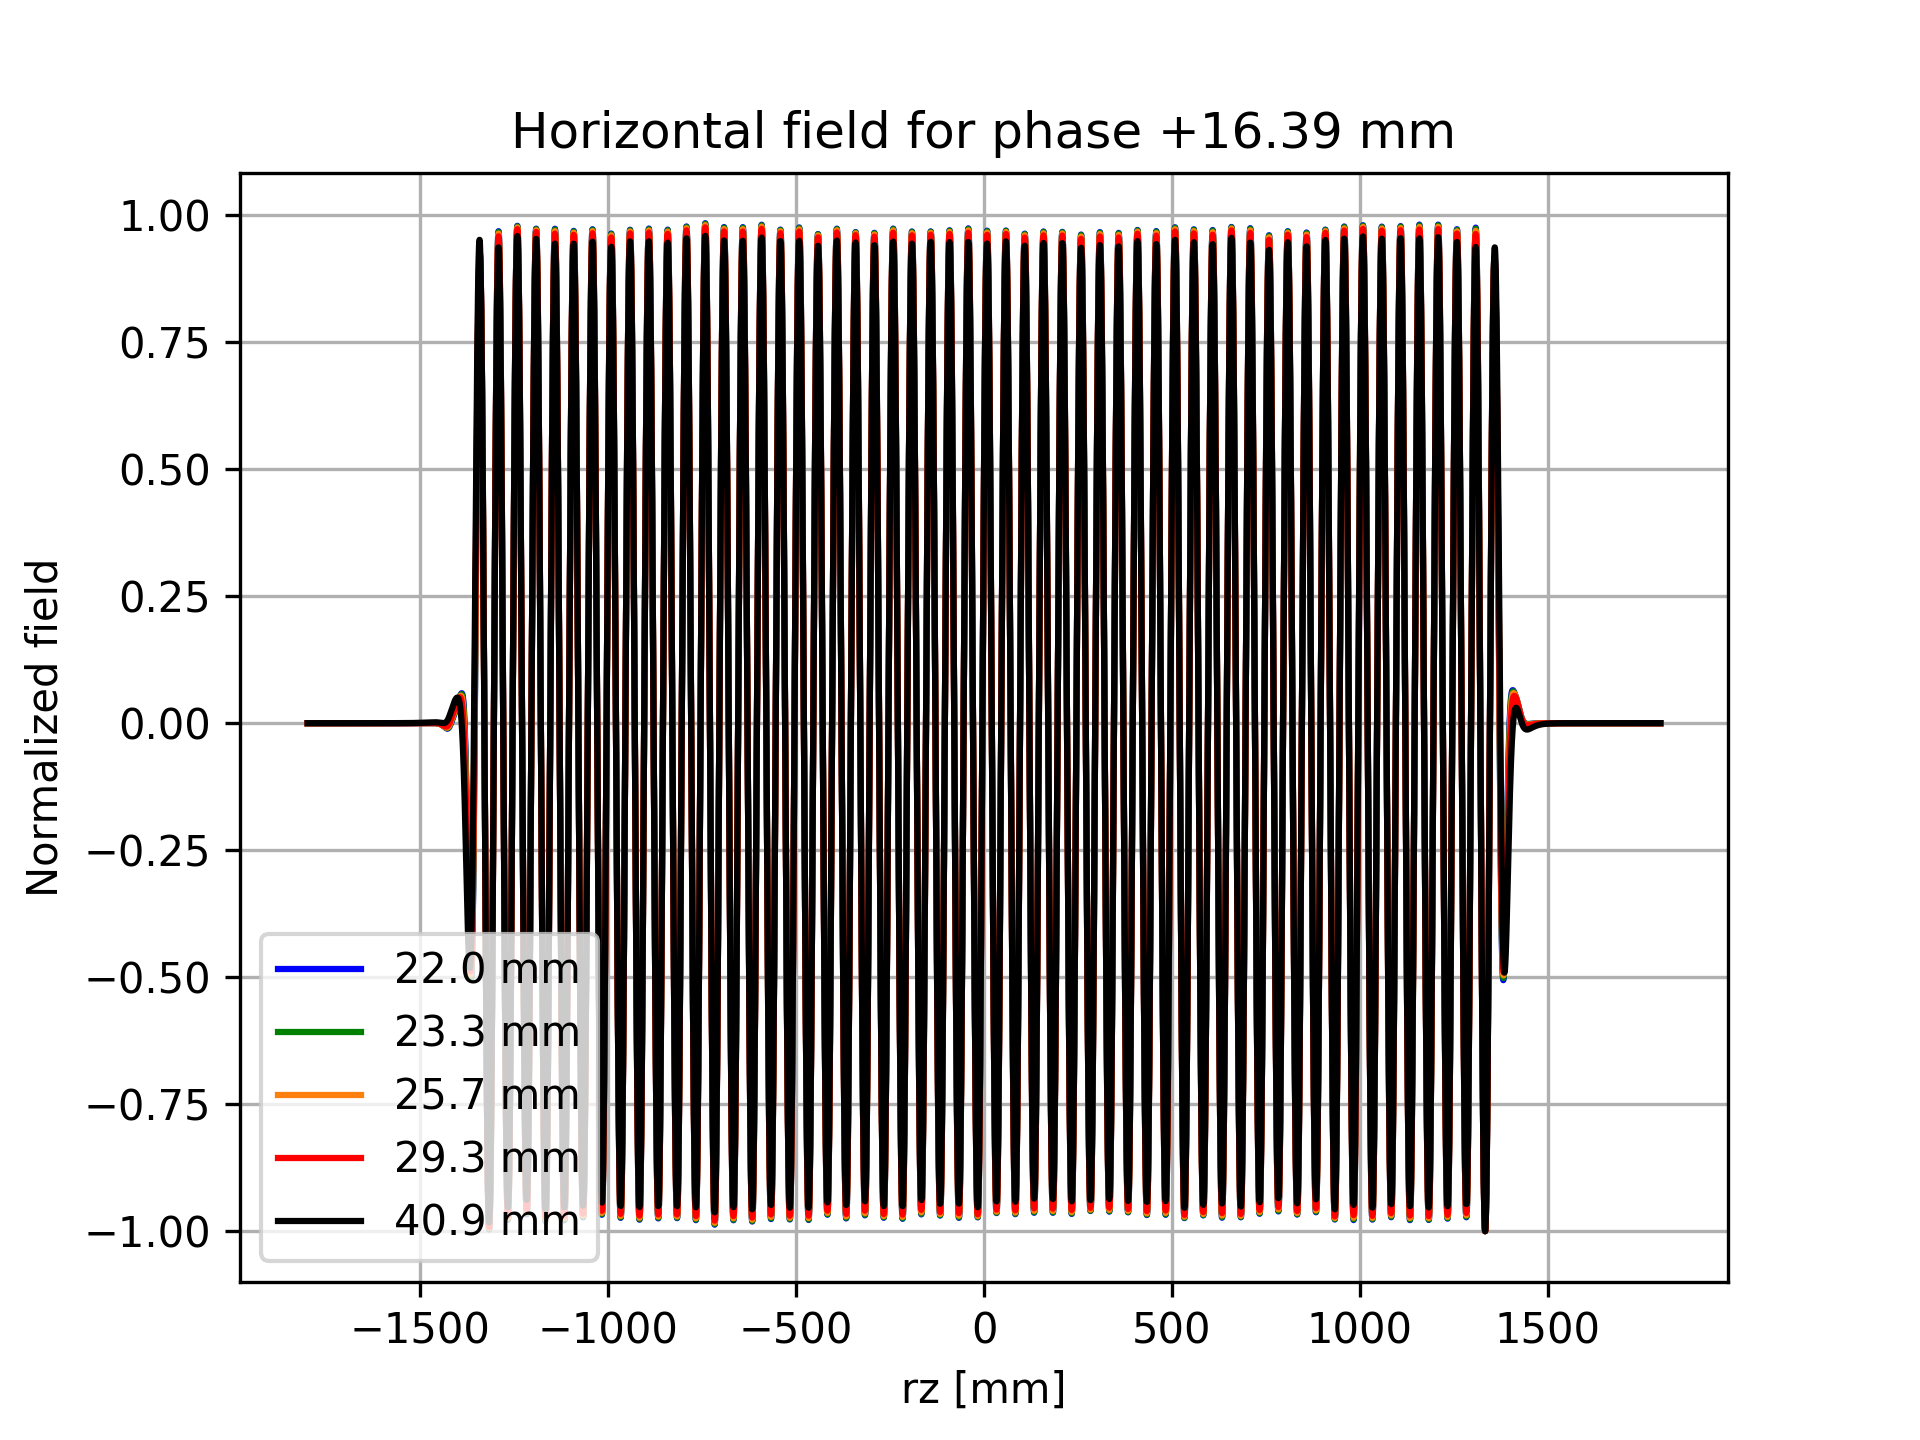 Horizontal field for phase +16.39 mm
1.00
0.75
0.50
0.25
0.00
−0.25
−0.50
−0.75
−1.00
Normalized field
22.0 mm
23.3 mm
25.7 mm
29.3 mm
40.9 mm
−1500 −1000 −500 0 500 1000 1500
rz [mm]